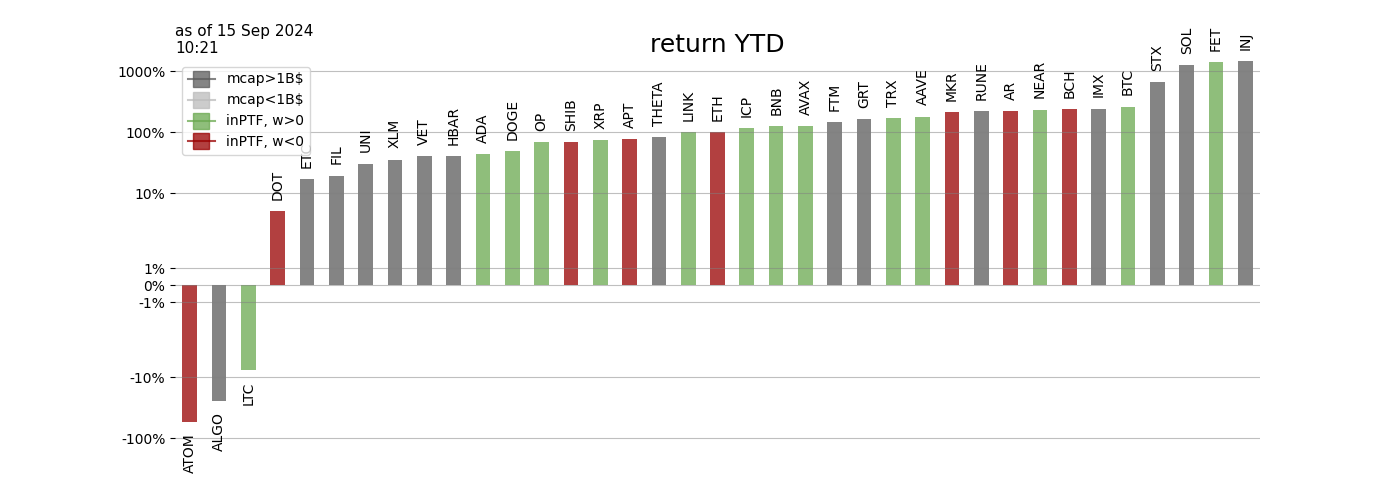 as of 15 Sep 2024
10:21
return YTD
mcap>1B$
mcap<1B$
inPTF, w>0
inPTF, w<0
1000%
100%
10%
1%
0%
-1%
-10%
-100%
ATOM
ALGO
LTC
DOT
ETC
FIL
UNI
XLM
VET
HBAR
ADA
DOGE
OP
SHIB
XRP
APT
THETA
LINK
ETH
ICP
BNB
AVAX
FTM
GRT
TRX
AAVE
MKR
RUNE
AR
NEAR
BCH
IMX
BTC
STX
SOL
FET
INJ